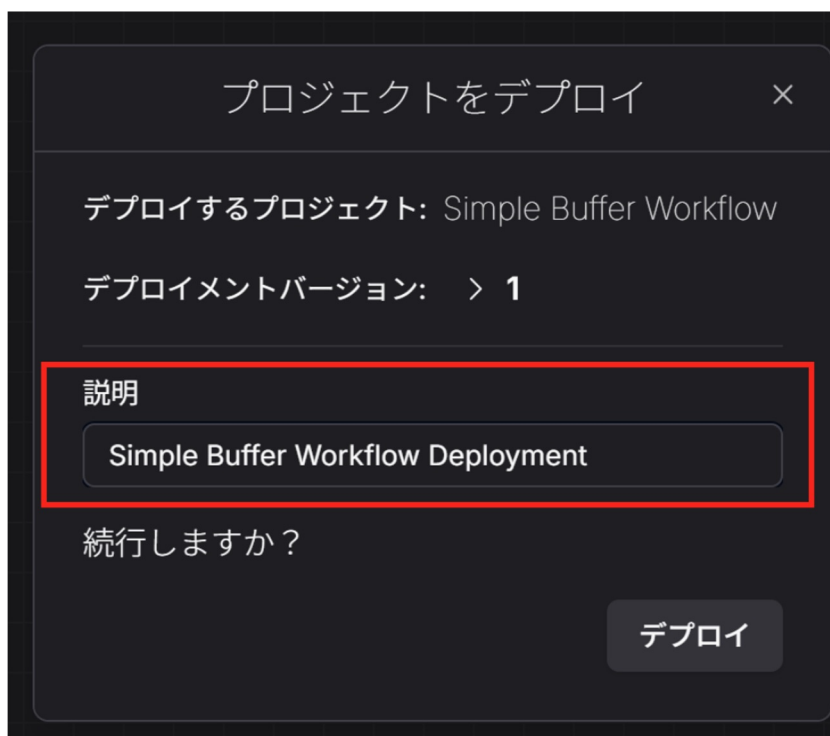 プロジェクトをデプロイ ×
デプロイするプロジェクト: Simple Buffer Workflow
デプロイメントバージョン: > 1
説明
Simple Buffer Workflow Deployment
続行しますか？
デプロイ